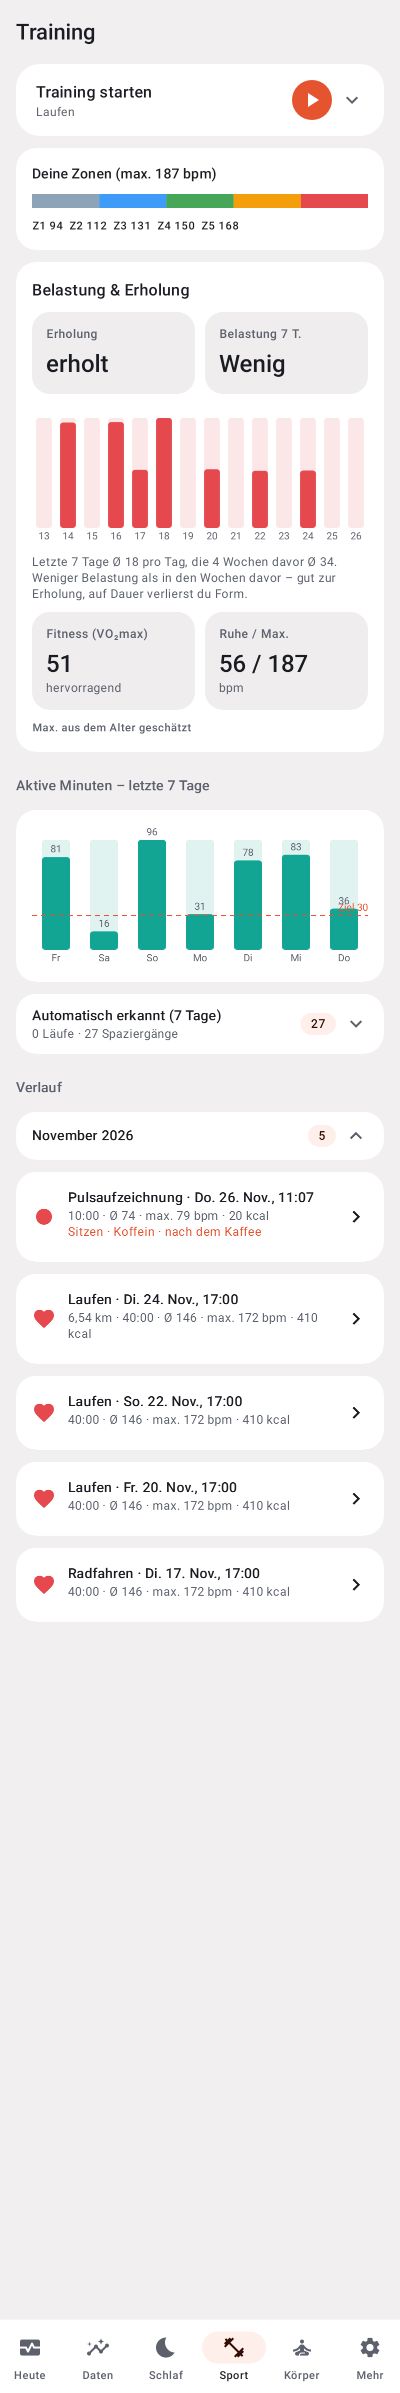 Training
Training starten
Laufen
Deine Zonen (max. 187 bpm)
Z1 94 Z2 112 Z3 131 Z4 150 Z5 168
Belastung & Erholung
Erholung
erholt
Belastung 7 T.
Wenig
13 14 15 16 17 18 19 20 21 22 23 24 25 26
Letzte 7 Tage Ø 18 pro Tag, die 4 Wochen davor Ø 34.
Weniger Belastung als in den Wochen davor – gut zur
Erholung, auf Dauer verlierst du Form.
Fitness (VO₂max)
51
hervorragend
Ruhe / Max.
56 / 187
bpm
Max. aus dem Alter geschätzt
Aktive Minuten – letzte 7 Tage
81 16 96 31 78 83 36
Ziel 30
Fr Sa So Mo Di Mi Do
Automatisch erkannt (7 Tage)
0 Läufe · 27 Spaziergänge
27
Verlauf
November 2026
5
Pulsaufzeichnung · Do. 26. Nov., 11:07
10:00 · Ø 74 · max. 79 bpm · 20 kcal
Sitzen · Koffein · nach dem Kaffee
Laufen · Di. 24. Nov., 17:00
6,54 km · 40:00 · Ø 146 · max. 172 bpm · 410
kcal
Laufen · So. 22. Nov., 17:00
40:00 · Ø 146 · max. 172 bpm · 410 kcal
Laufen · Fr. 20. Nov., 17:00
40:00 · Ø 146 · max. 172 bpm · 410 kcal
Radfahren · Di. 17. Nov., 17:00
40:00 · Ø 146 · max. 172 bpm · 410 kcal
Heute Daten Schlaf Sport Körper Mehr